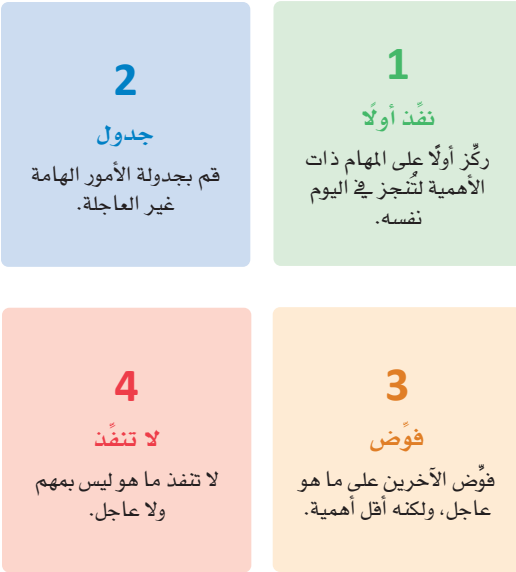 1
نفِّذ أولًا
ركِّز أولًا على المهام ذات
الأهمية لتُنجز في اليوم
نفسه.
2
جدول
قم بجدولة الأمور الهامة
غير العاجلة.
3
فوِّض
فوِّض الآخرين على ما هو
عاجل، ولكنه أقل أهمية.
4
لا تنفِّذ
لا تنفذ ما هو ليس بمهم
ولا عاجل.